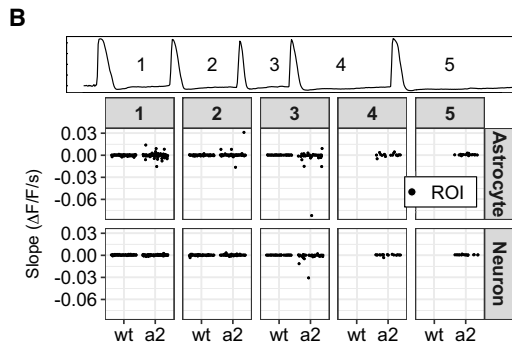 B
1 2 3 4 5
1 2 3 4 5
0.03
0.00
-0.03
-0.06
Astrocyte
ROI
Slope (ΔF/F/s)
0.03
0.00
-0.03
-0.06
Neuron
wt a2 wt a2 wt a2 wt a2 wt a2